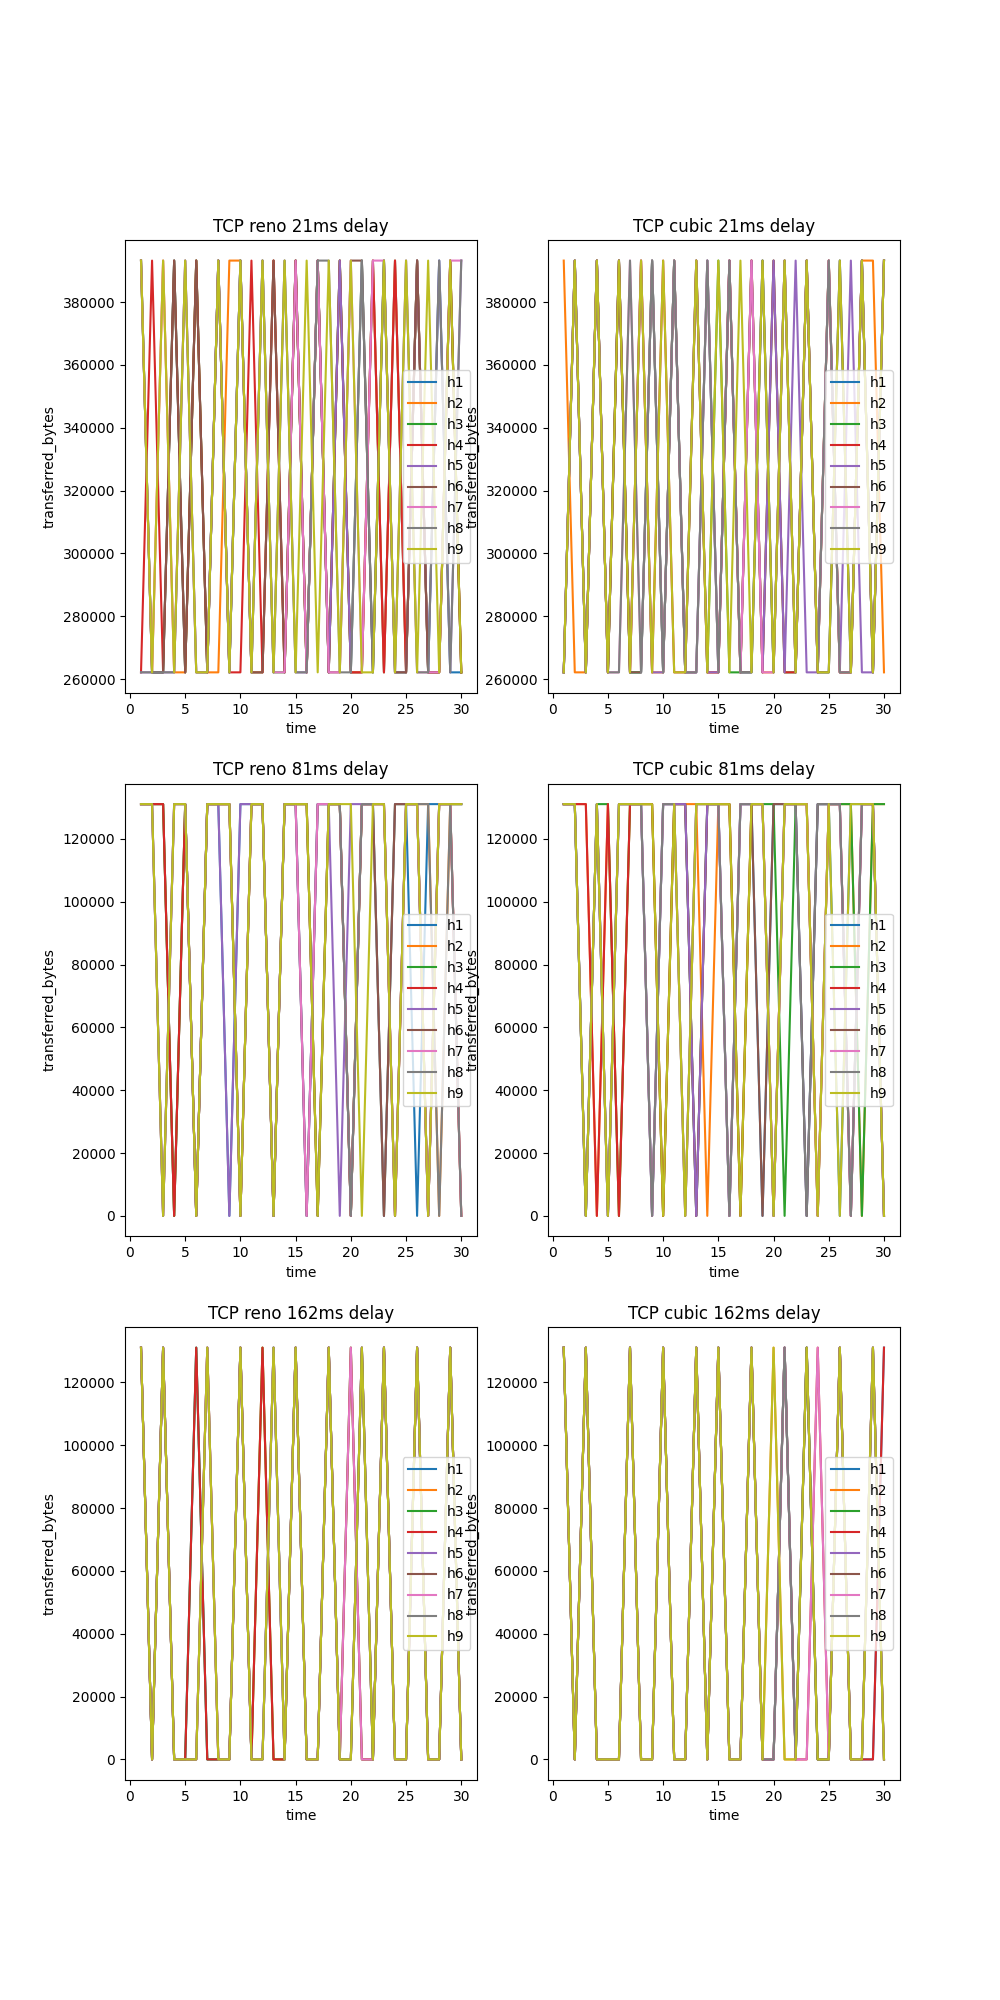 TCP reno 21ms delay
transferred_bytes
380000
360000
340000
320000
300000
280000
260000
0 5 10 15 20 25 30
time
h1
h2
h3
h4
h5
h6
h7
h8
h9
TCP cubic 21ms delay
transferred_bytes
380000
360000
340000
320000
300000
280000
260000
0 5 10 15 20 25 30
time
h1
h2
h3
h4
h5
h6
h7
h8
h9
TCP reno 81ms delay
transferred_bytes
120000
100000
80000
60000
40000
20000
0
0 5 10 15 20 25 30
time
h1
h2
h3
h4
h5
h6
h7
h8
h9
TCP cubic 81ms delay
transferred_bytes
120000
100000
80000
60000
40000
20000
0
0 5 10 15 20 25 30
time
h1
h2
h3
h4
h5
h6
h7
h8
h9
TCP reno 162ms delay
transferred_bytes
120000
100000
80000
60000
40000
20000
0
0 5 10 15 20 25 30
time
h1
h2
h3
h4
h5
h6
h7
h8
h9
TCP cubic 162ms delay
transferred_bytes
120000
100000
80000
60000
40000
20000
0
0 5 10 15 20 25 30
time
h1
h2
h3
h4
h5
h6
h7
h8
h9